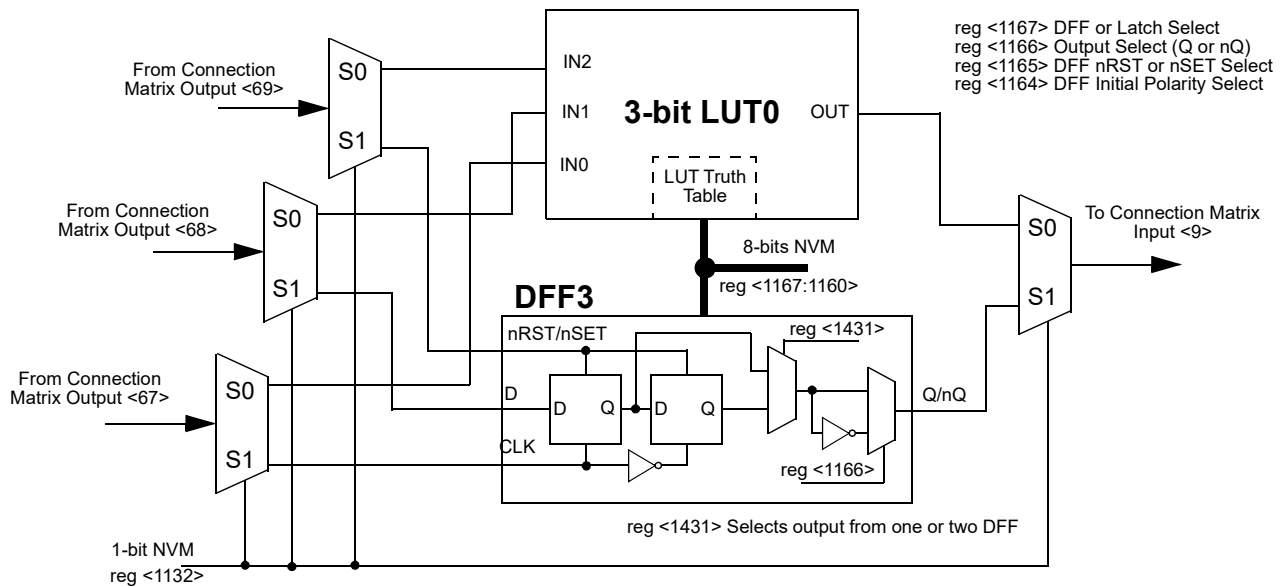 reg <1167> DFF or Latch Select
reg <1166> Output Select (Q or nQ)
reg <1165> DFF nRST or nSET Select
reg <1164> DFF Initial Polarity Select
From Connection
Matrix Output <69>
S0
S1
IN2
IN1
IN0
3-bit LUT0
OUT
LUT Truth
Table
From Connection
Matrix Output <68>
S0
S1
To Connection Matrix
Input <9>
S0
S1
8-bits NVM
reg <1167:1160>
DFF3
nRST/nSET
reg <1431>
From Connection
Matrix Output <67>
S0
S1
D
D
Q
D
Q
Q/nQ
CLK
reg <1166>
reg <1431> Selects output from one or two DFF
1-bit NVM
reg <1132>